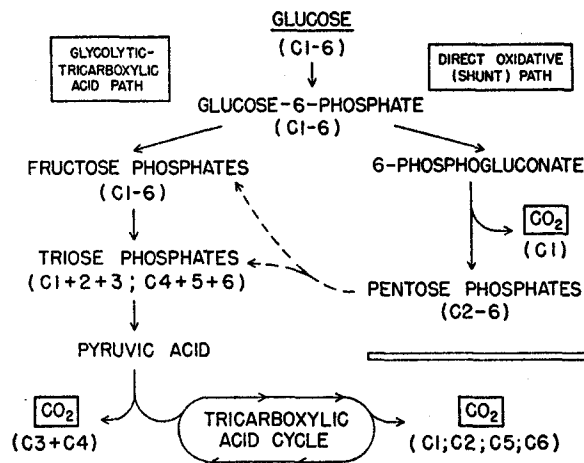 GLUCOSE
(C1-6)
GLYCOLYTIC-
TRICARBOXYLIC
ACID PATH
DIRECT OXIDATIVE
(SHUNT) PATH
GLUCOSE-6-PHOSPHATE
(C1-6)
FRUCTOSE PHOSPHATES
(C1-6)
6-PHOSPHOGLUCONATE
CO2
(C1)
TRIOSE PHOSPHATES
(C1+2+3; C4+5+6)
PENTOSE PHOSPHATES
(C2-6)
PYRUVIC ACID
CO2
(C3+C4)
TRICARBOXYLIC
ACID CYCLE
CO2
(C1;C2;C5;C6)